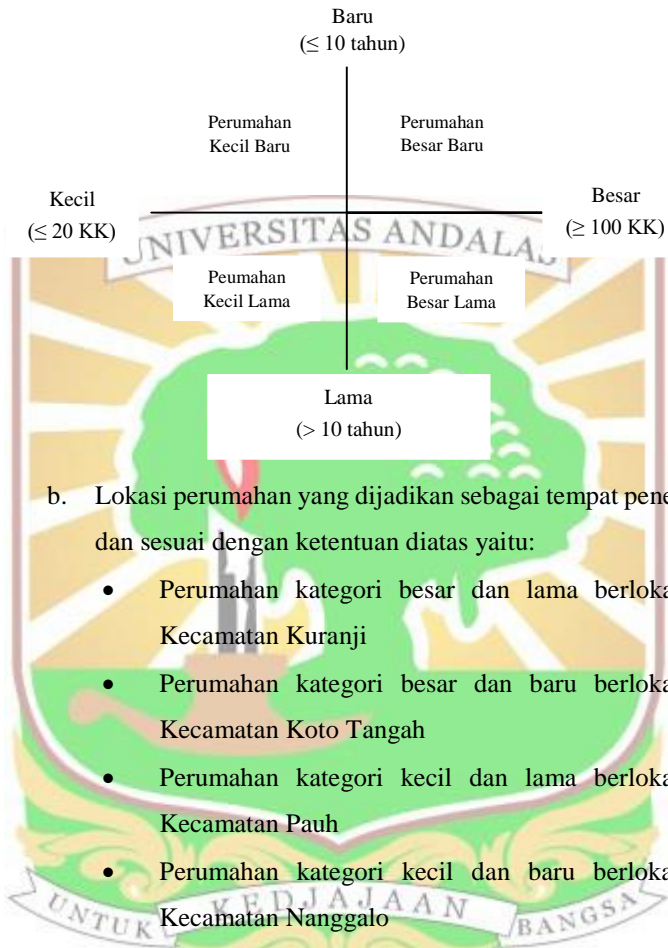 Baru
(≤ 10 tahun)
Perumahan
Kecil Baru
Perumahan
Besar Baru
Kecil
(≤ 20 KK)
Besar
(≥ 100 KK)
UNIVERSITAS ANDALAS
Peumahan
Kecil Lama
Perumahan
Besar Lama
Lama
(> 10 tahun)
b. Lokasi perumahan yang dijadikan sebagai tempat pene
dan sesuai dengan ketentuan diatas yaitu:
• Perumahan kategori besar dan lama berloka
Kecamatan Kuranji
• Perumahan kategori besar dan baru berloka
Kecamatan Koto Tangah
• Perumahan kategori kecil dan lama berloka
Kecamatan Pauh
• Perumahan kategori kecil dan baru berloka
Kecamatan Nanggalo
UNTUK KEDJAJAAN BANGSA